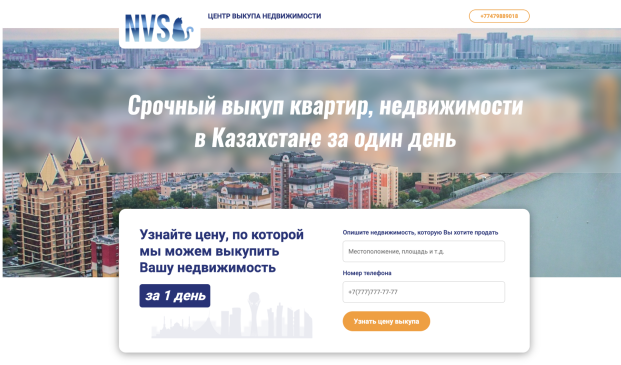 NVS
ЦЕНТР ВЫКУПА НЕДВИЖИМОСТИ
+77479889018
Срочный выкуп квартир, недвижимости
в Казахстане за один день
Узнайте цену, по которой
мы можем выкупить
Вашу недвижимость
за 1 день
Опишите недвижимость, которую Вы хотите продать
Местоположение, площадь и т.д.
Номер телефона
+7(777)777-77-77
Узнать цену выкупа